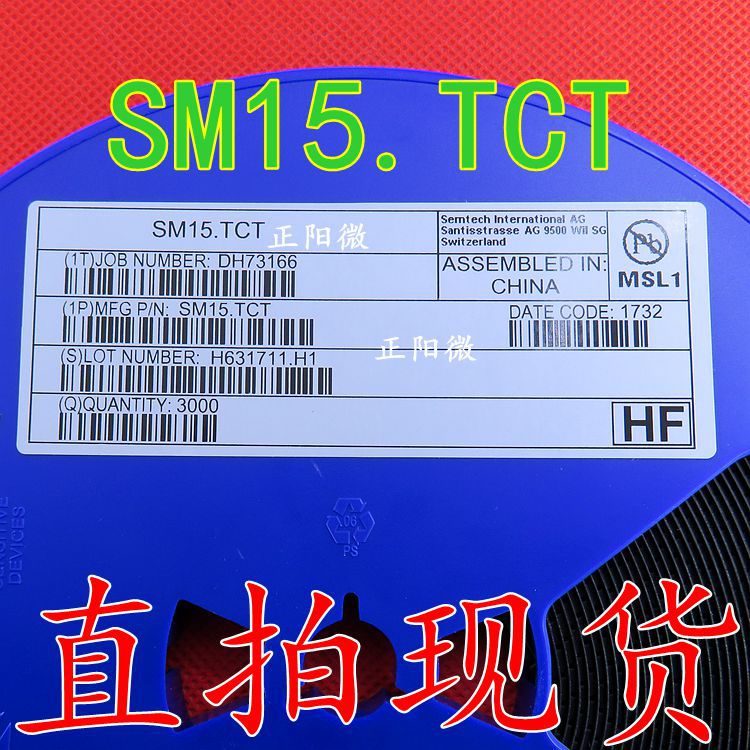 SM15.TCT
SM15.TCT
正阳微
Semtech International AG
Santisstrasse AG 9500 Wil SG
Switzerland
Pb
(1T)JOB NUMBER: DH73166
ASSEMBLED IN:
CHINA
MSL1
(1P)MFG P/N: SM15.TCT
DATE CODE: 1732
(S)LOT NUMBER: H631711.H1
正阳微
(Q)QUANTITY: 3000
HF
PS
SENSITIVE
DEVICES
直拍现货